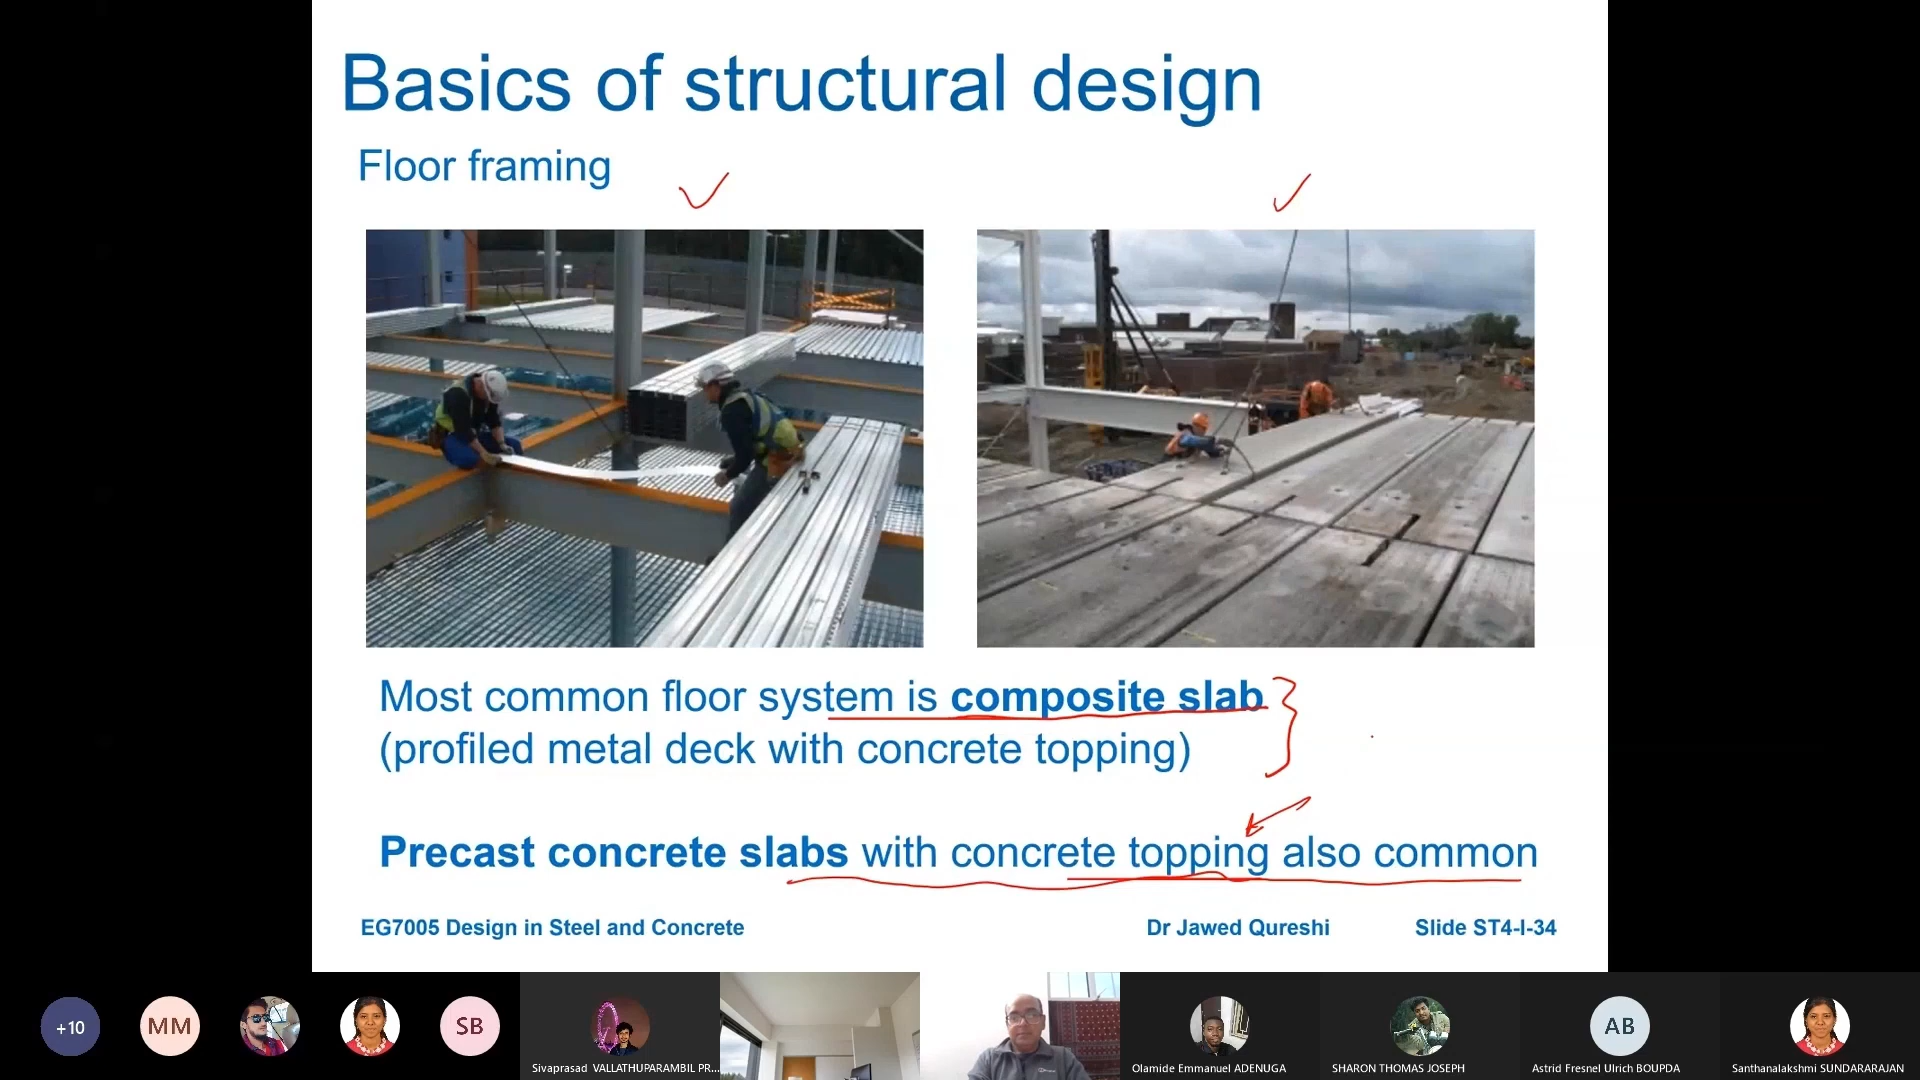 Basics of structural design
Floor framing
Most common floor system is composite slab
(profiled metal deck with concrete topping)
Precast concrete slabs with concrete topping also common
EG7005 Design in Steel and Concrete
Dr Jawed Qureshi
Slide ST4-I-34
+10
MM
SB
Sivaprasad VALLATHUPARAMBIL PR...
Olamide Emmanuel ADENUGA
SHARON THOMAS JOSEPH
AB
Astrid Fresnel Ulrich BOUPDA
Santhanalakshmi SUNDARARAJAN